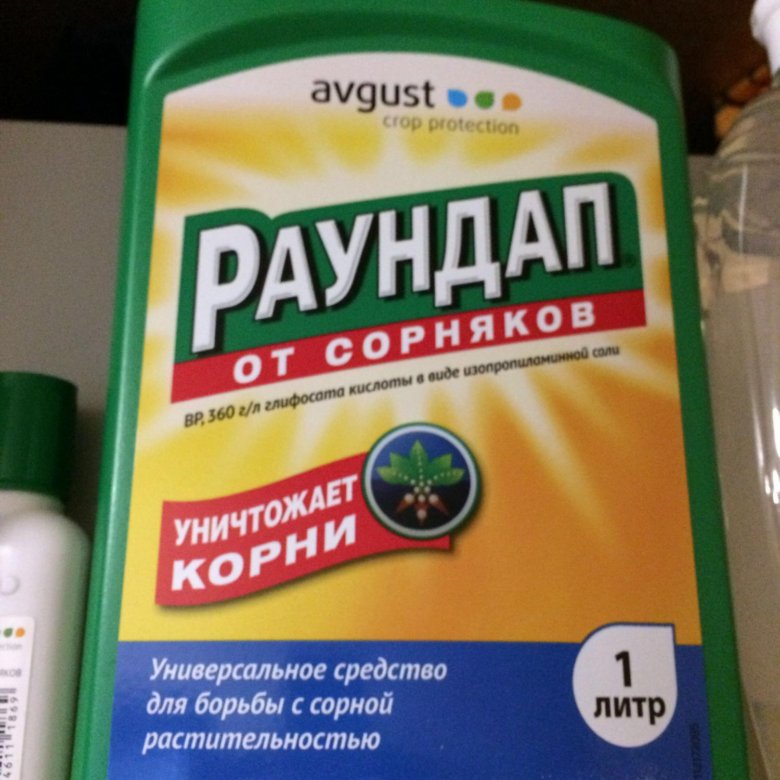 avgust
crop protection
РАУНДАП
ОТ СОРНЯКОВ
ВР, 360 г/л глифосата кислоты в виде изопропиламинной соли
УНИЧТОЖАЕТ
КОРНИ
Универсальное средство
для борьбы с сорной
растительностью
1
литр